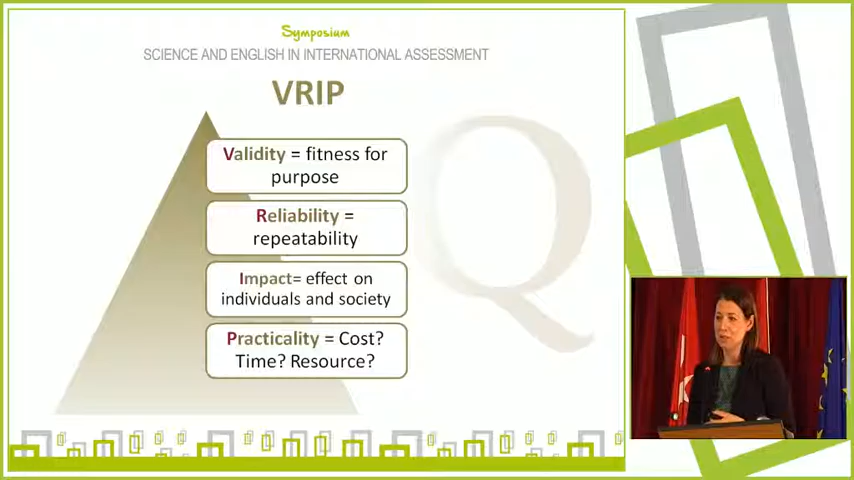 Symposium
SCIENCE AND ENGLISH IN INTERNATIONAL ASSESSMENT
VRIP
Validity = fitness for
purpose
Reliability =
repeatability
Impact= effect on
individuals and society
Practicality = Cost?
Time? Resource?
Q